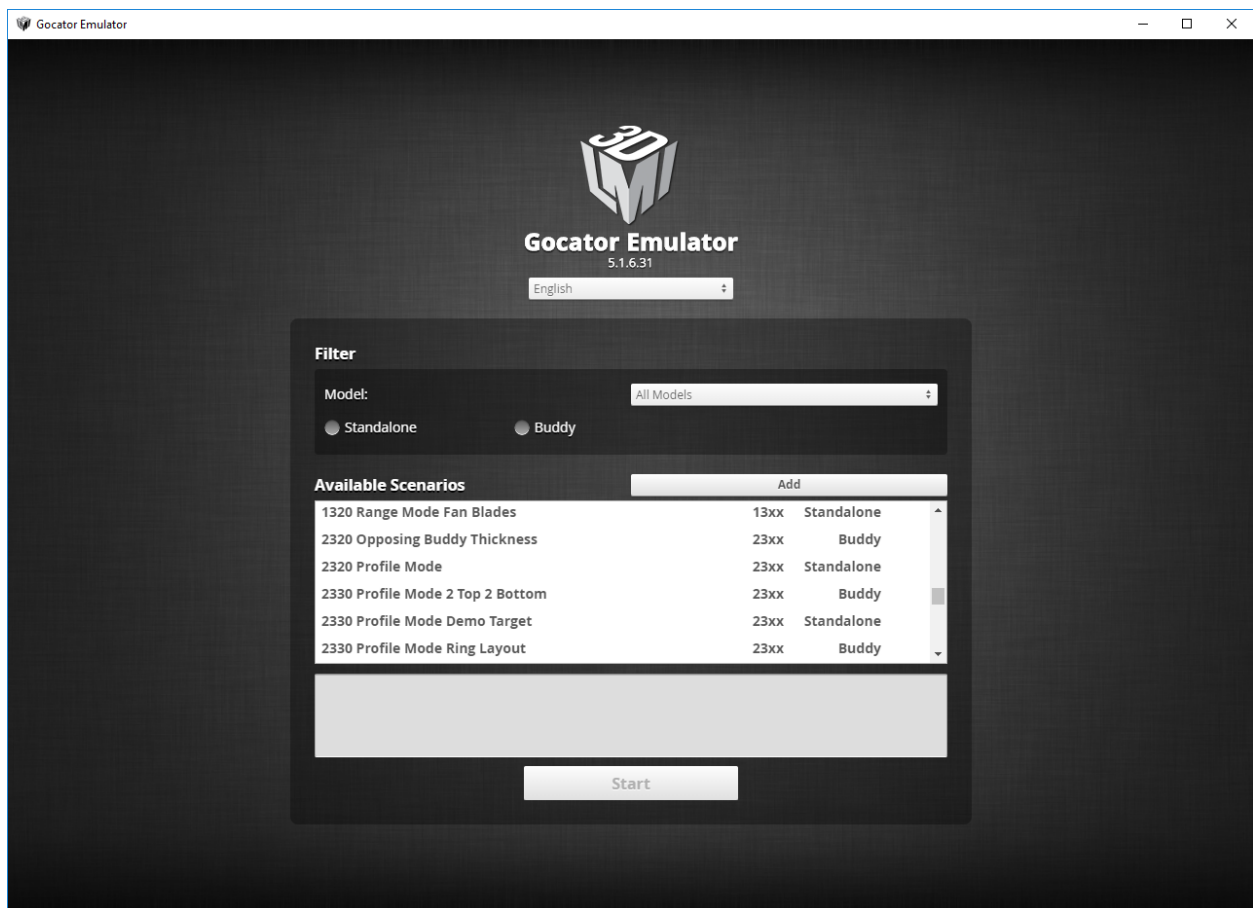 Gocator Emulator
3D
LMI
Gocator Emulator
5.1.6.31
English
Filter
Model: All Models
Standalone Buddy
Available Scenarios Add
1320 Range Mode Fan Blades 13xx Standalone
2320 Opposing Buddy Thickness 23xx Buddy
2320 Profile Mode 23xx Standalone
2330 Profile Mode 2 Top 2 Bottom 23xx Buddy
2330 Profile Mode Demo Target 23xx Standalone
2330 Profile Mode Ring Layout 23xx Buddy
Start